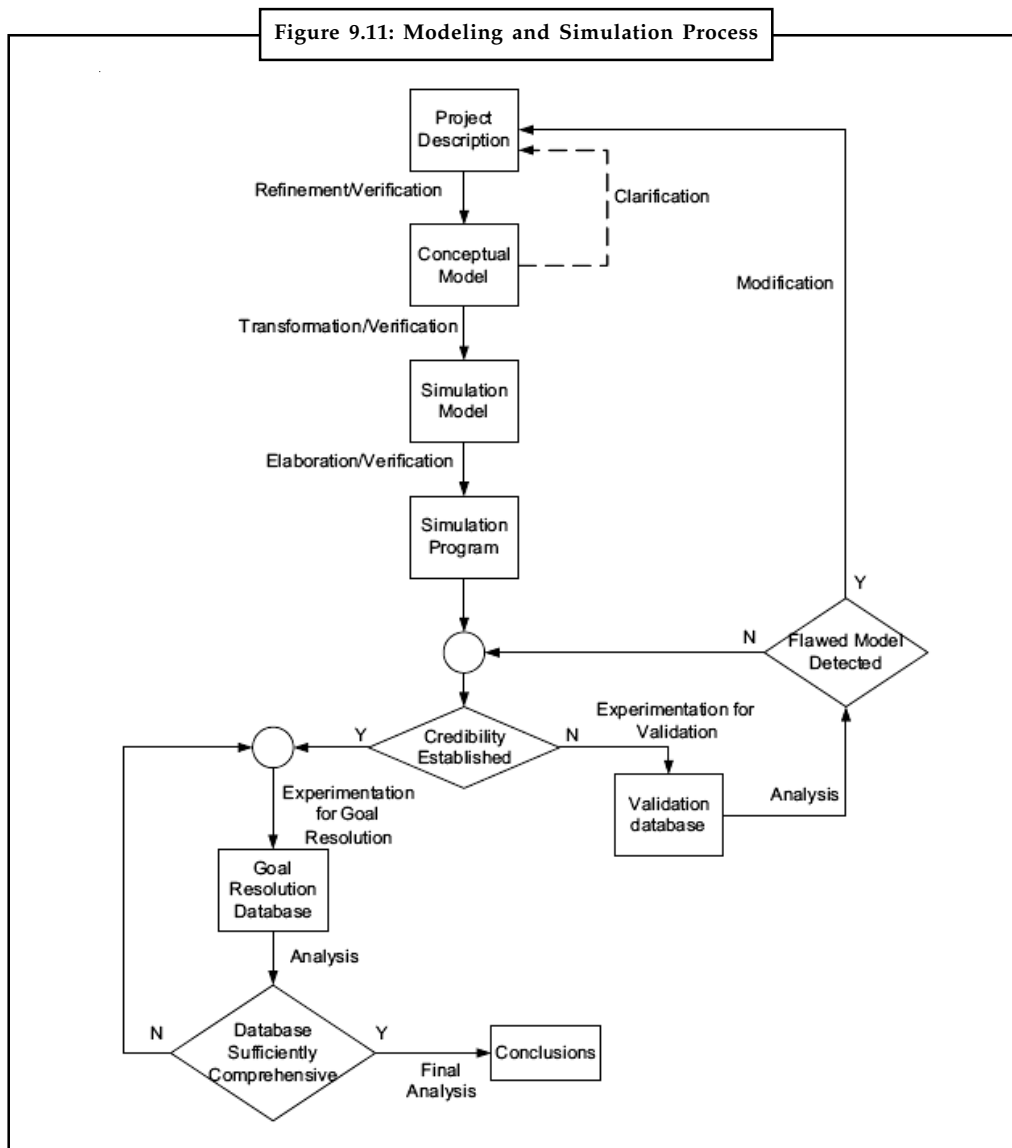 Figure 9.11: Modeling and Simulation Process
Project
Description
Refinement/Verification
Clarification
Conceptual
Model
Modification
Transformation/Verification
Simulation
Model
Elaboration/Verification
Simulation
Program
Y
N
Flawed Model
Detected
Experimentation for
Validation
Y
Credibility
Established
N
Experimentation
for Goal
Resolution
Validation
database
Analysis
Goal
Resolution
Database
Analysis
N
Database
Sufficiently
Comprehensive
Y
Final
Analysis
Conclusions